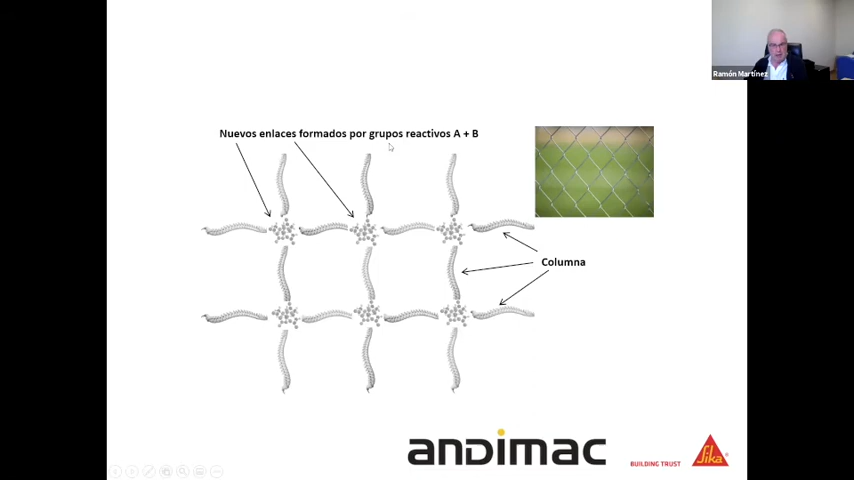 Ramón Martínez
Nuevos enlaces formados por grupos reactivos A + B
Columna
andimac
BUILDING TRUST
Sika